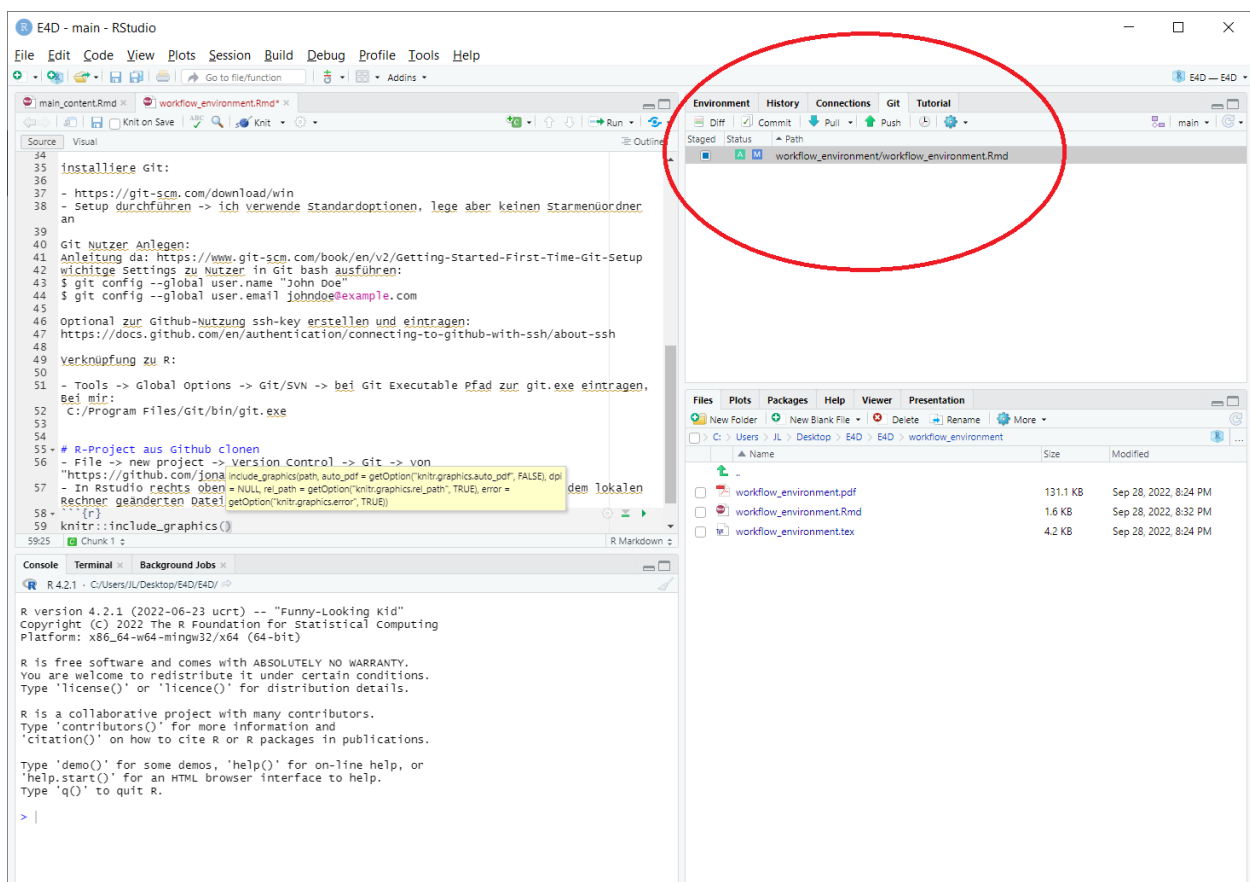 E4D - main - RStudio
File Edit Code View Plots Session Build Debug Profile Tools Help
Go to file/function Addins E4D — E4D
main_content.Rmd workflow_environment.Rmd*
Knit on Save ABC Knit Run
Source Visual Outline
34
35 installiere Git:
36
37 - https://git-scm.com/download/win
38 - Setup durchführen -> ich verwende Standardoptionen, lege aber keinen Starmenüordner
an
39
40 Git Nutzer Anlegen:
41 Anleitung da: https://www.git-scm.com/book/en/v2/Getting-Started-First-Time-Git-Setup
42 wichitge Settings zu Nutzer in Git bash ausführen:
43 $ git config --global user.name "John Doe"
44 $ git config --global user.email johndoe@example.com
45
46 Optional zur Github-Nutzung ssh-key erstellen und eintragen:
47 https://docs.github.com/en/authentication/connecting-to-github-with-ssh/about-ssh
48
49 Verknüpfung zu R:
50
51 - Tools -> Global Options -> Git/SVN -> bei Git Executable Pfad zur git.exe eintragen,
Bei mir:
52 C:/Program Files/Git/bin/git.exe
53
54
55 # R-Project aus Github clonen
56 - File -> new project -> Version Control -> Git -> von
"https://github.com/jona
57 - In Rstudio rechts oben dem lokalen
Rechner geänderten Datei
include_graphics(path, auto_pdf = getOption("knitr.graphics.auto_pdf", FALSE), dpi
= NULL, rel_path = getOption("knitr.graphics.rel_path", TRUE), error =
getOption("knitr.graphics.error", TRUE))
58 ```{r}
59 knitr::include_graphics()
59:25 Chunk 1 R Markdown
Console Terminal Background Jobs
R 4.2.1 · C:/Users/JL/Desktop/E4D/E4D/
R version 4.2.1 (2022-06-23 ucrt) -- "Funny-Looking Kid"
Copyright (C) 2022 The R Foundation for Statistical Computing
Platform: x86_64-w64-mingw32/x64 (64-bit)
R is free software and comes with ABSOLUTELY NO WARRANTY.
You are welcome to redistribute it under certain conditions.
Type 'license()' or 'licence()' for distribution details.
R is a collaborative project with many contributors.
Type 'contributors()' for more information and
'citation()' on how to cite R or R packages in publications.
Type 'demo()' for some demos, 'help()' for on-line help, or
'help.start()' for an HTML browser interface to help.
Type 'q()' to quit R.
>
Environment History Connections Git Tutorial
Diff Commit Pull Push main
Staged Status Path
A M workflow_environment/workflow_environment.Rmd
Files Plots Packages Help Viewer Presentation
New Folder New Blank File Delete Rename More
C: > Users > JL > Desktop > E4D > E4D > workflow_environment ...
Name Size Modified
..
workflow_environment.pdf 131.1 KB Sep 28, 2022, 8:24 PM
workflow_environment.Rmd 1.6 KB Sep 28, 2022, 8:32 PM
workflow_environment.tex 4.2 KB Sep 28, 2022, 8:24 PM